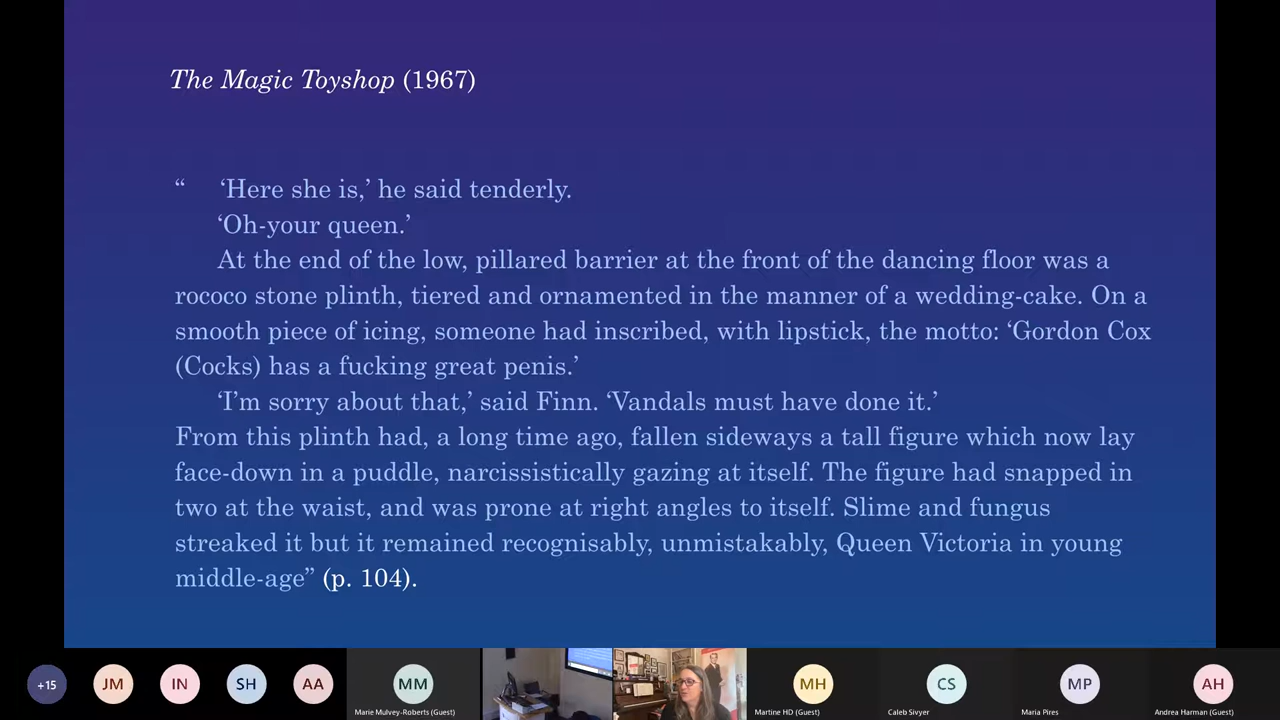 The Magic Toyshop (1967)
“ ‘Here she is,’ he said tenderly.
‘Oh-your queen.’
At the end of the low, pillared barrier at the front of the dancing floor was a
rococo stone plinth, tiered and ornamented in the manner of a wedding-cake. On a
smooth piece of icing, someone had inscribed, with lipstick, the motto: ‘Gordon Cox
(Cocks) has a fucking great penis.’
‘I’m sorry about that,’ said Finn. ‘Vandals must have done it.’
From this plinth had, a long time ago, fallen sideways a tall figure which now lay
face-down in a puddle, narcissistically gazing at itself. The figure had snapped in
two at the waist, and was prone at right angles to itself. Slime and fungus
streaked it but it remained recognisably, unmistakably, Queen Victoria in young
middle-age” (p. 104).
+15
JM
IN
SH
AA
MM
MH
CS
MP
AH
Marie Mulvey-Roberts (Guest)
Martine HD (Guest)
Caleb Sivyer
Maria Pires
Andrea Harman (Guest)